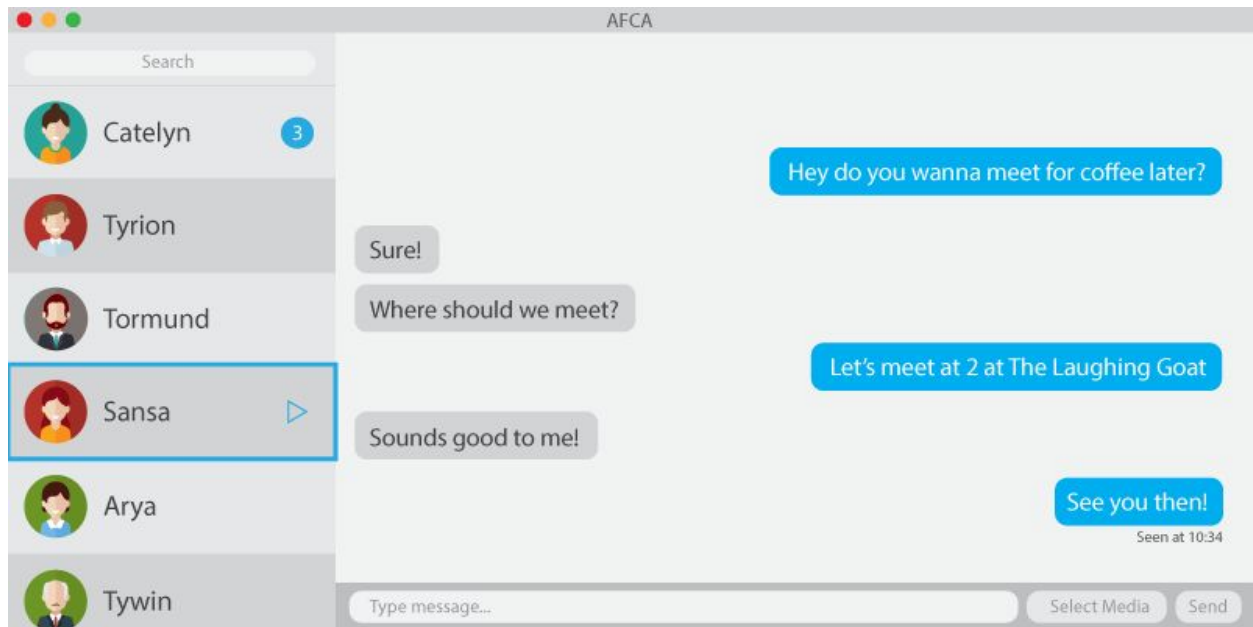 AFCA
Search
Catelyn
3
Tyrion
Tormund
Sansa
Arya
Tywin
Hey do you wanna meet for coffee later?
Sure!
Where should we meet?
Let's meet at 2 at The Laughing Goat
Sounds good to me!
See you then!
Seen at 10:34
Type message...
Select Media
Send